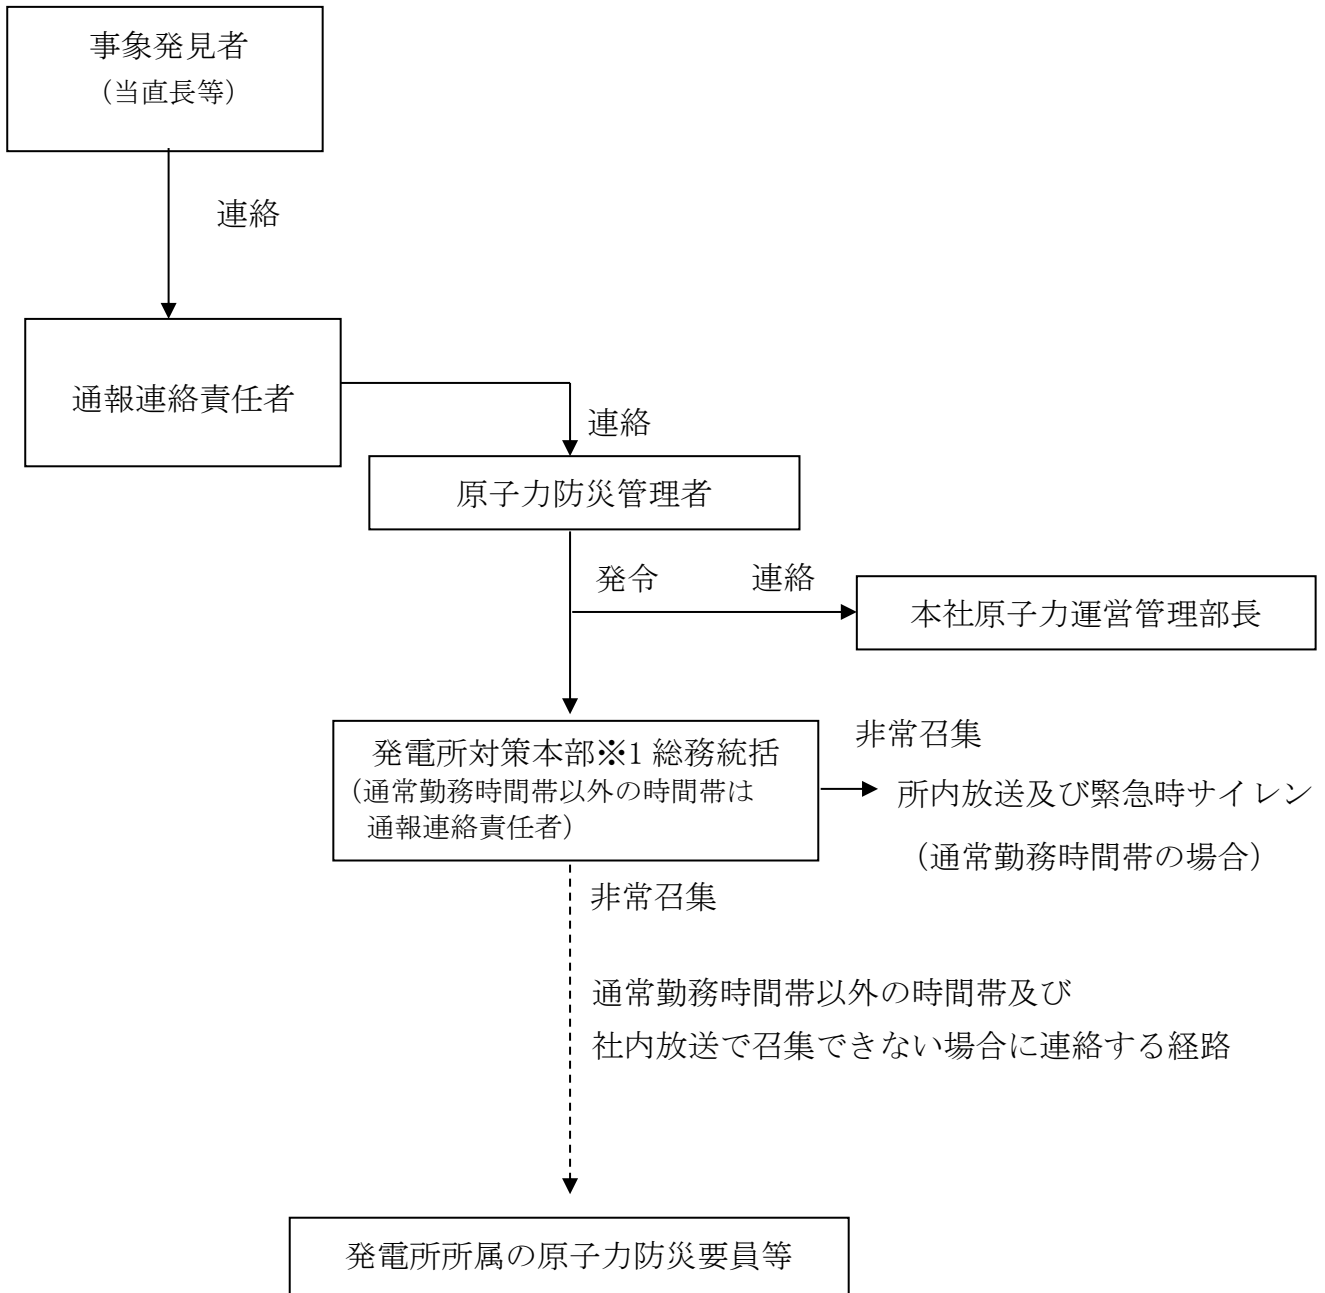 事象発見者
（当直長等）
連絡
通報連絡責任者
連絡
原子力防災管理者
発令
連絡
本社原子力運営管理部長
発電所対策本部※1 総務統括
（通常勤務時間帯以外の時間帯は
通報連絡責任者）
非常召集
所内放送及び緊急時サイレン
（通常勤務時間帯の場合）
非常召集
通常勤務時間帯以外の時間帯及び
社内放送で召集できない場合に連絡する経路
発電所所属の原子力防災要員等